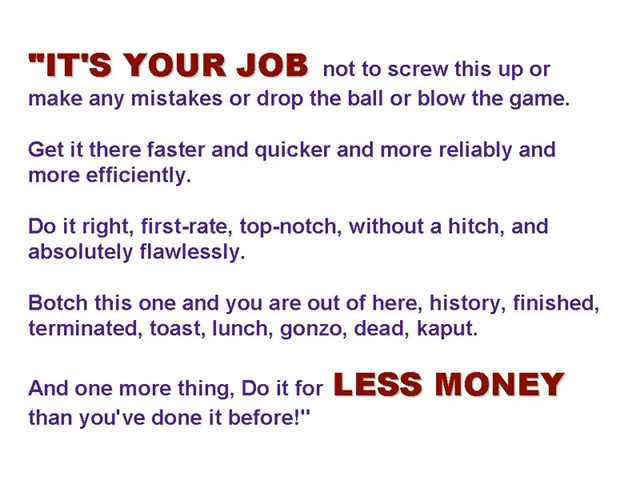 "IT'S YOUR JOB not to screw this up or
make any mistakes or drop the ball or blow the game.
Get it there faster and quicker and more reliably and
more efficiently.
Do it right, first-rate, top-notch, without a hitch, and
absolutely flawlessly.
Botch this one and you are out of here, history, finished,
terminated, toast, lunch, gonzo, dead, kaput.
And one more thing, Do it for LESS MONEY
than you've done it before!"